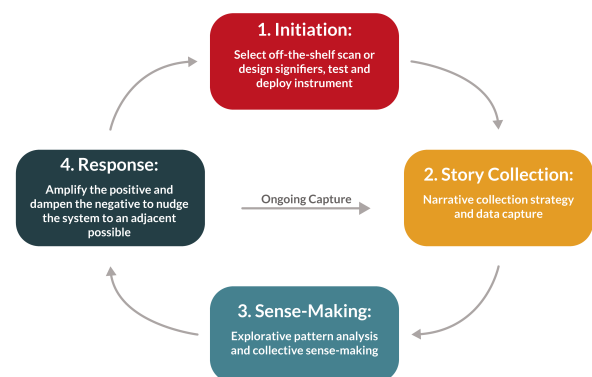 1. Initiation:
Select off-the-shelf scan or
design signifiers, test and
deploy instrument
2. Story Collection:
Narrative collection strategy
and data capture
3. Sense-Making:
Explorative pattern analysis
and collective sense-making
4. Response:
Amplify the positive and
dampen the negative to nudge
the system to an adjacent
possible
Ongoing Capture